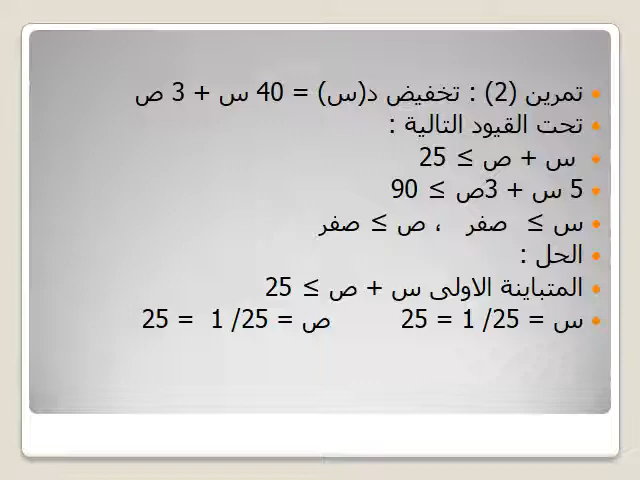 تمرين (2) : تخفيض د(س) = 40 س + 3 ص
تحت القيود التالية :
س + ص ≤ 25
5 س + 3ص ≤ 90
س ≥ صفر ، ص ≥ صفر
الحل :
المتباينة الاولى س + ص ≤ 25
س = 25/ 1 = 25 ص = 25/ 1 = 25